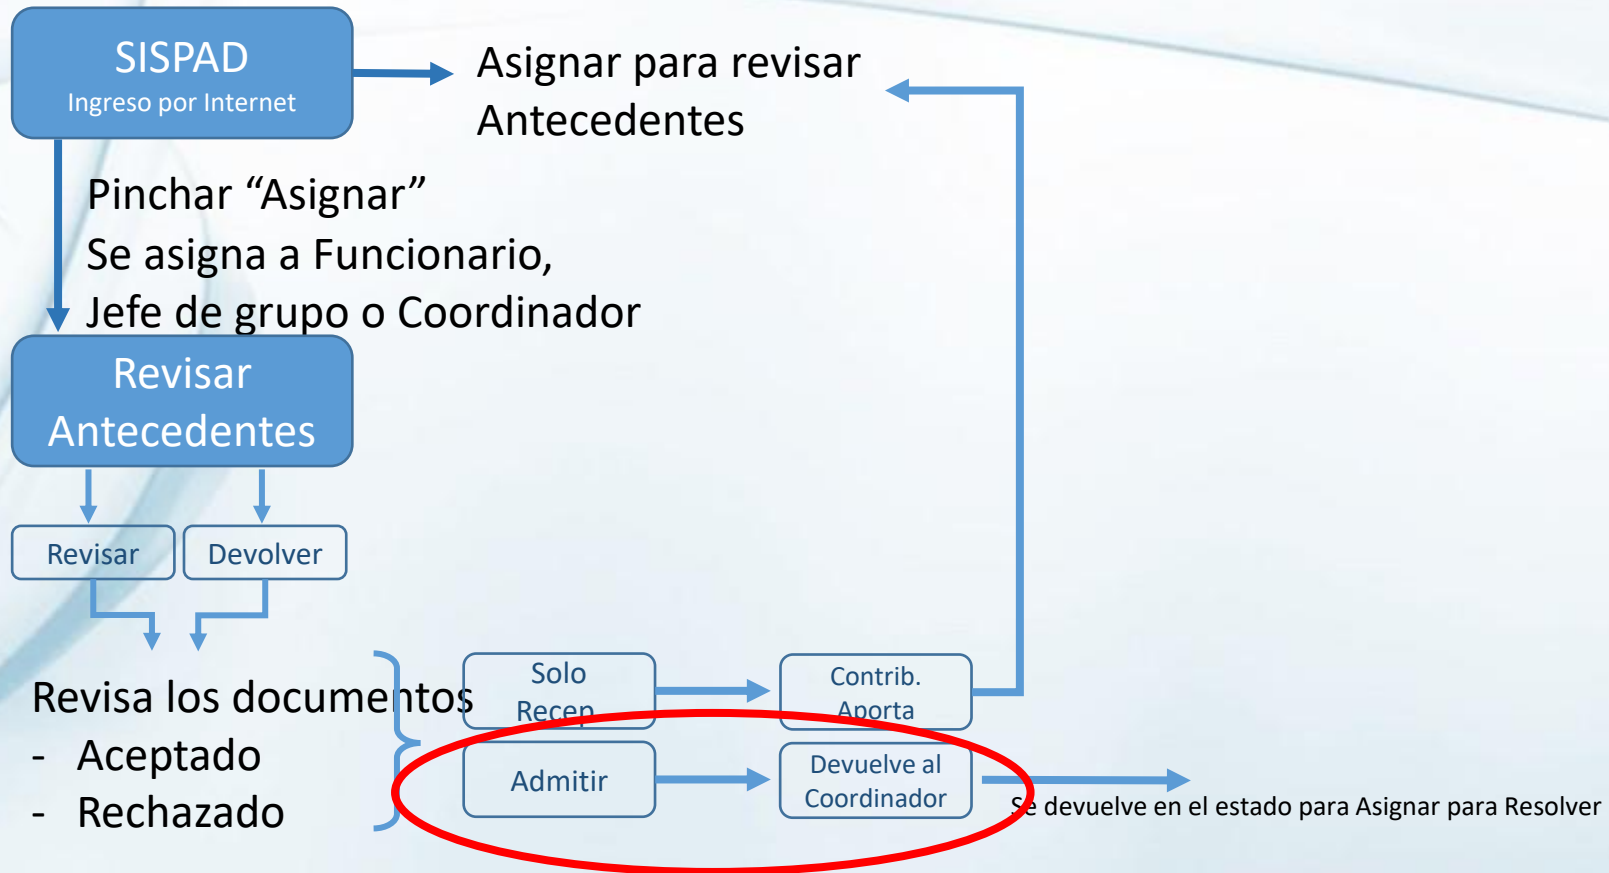 SISPAD
Ingreso por Internet
Asignar para revisar
Antecedentes
Pinchar “Asignar”
Se asigna a Funcionario,
Jefe de grupo o Coordinador
Revisar
Antecedentes
Revisar
Devolver
Revisa los documentos
- Aceptado
- Rechazado
Solo
Recep.
Contrib.
Aporta
Admitir
Devuelve al
Coordinador
Se devuelve en el estado para Asignar para Resolver